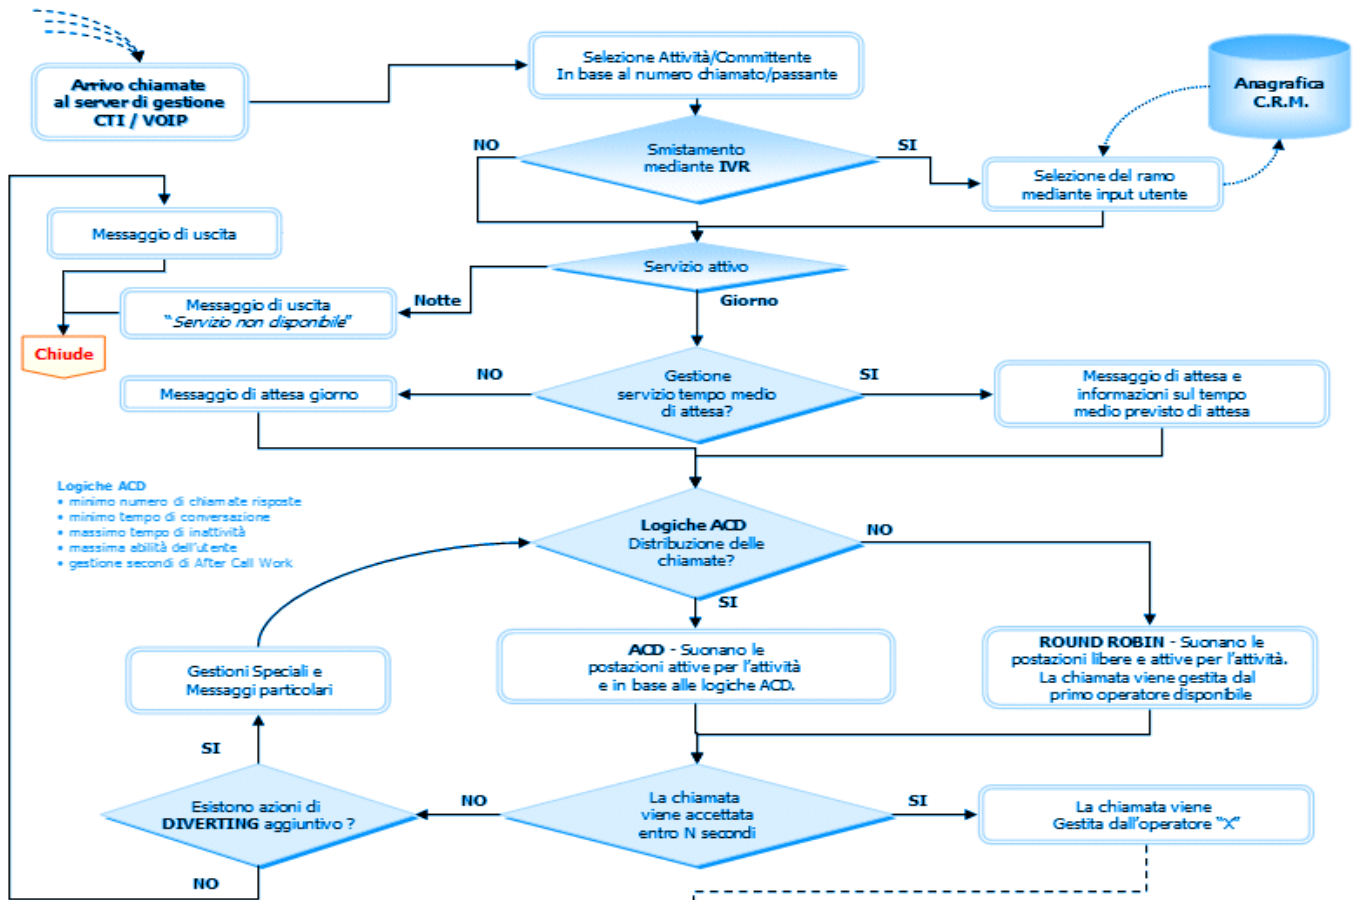 Arrivo chiamate
al server di gestione
CTI / VOIP
Selezione Attività/Committente
In base al numero chiamato/passante
Anagrafica
C.R.M.
NO
Smistamento
mediante IVR
SI
Selezione del ramo
mediante input utente
Messaggio di uscita
Servizio attivo
Notte
Giorno
Messaggio di uscita
"Servizio non disponibile"
Chiude
NO
Gestione
servizio tempo medio
di attesa?
SI
Messaggio di attesa giorno
Messaggio di attesa e
informazioni sul tempo
medio previsto di attesa
Logiche ACD
• minimo numero di chiamate risposte
• minimo tempo di conversazione
• massimo tempo di inattività
• massima abilità dell'utente
• gestione secondi di After Call Work
Logiche ACD
Distribuzione delle
chiamate?
NO
SI
ACD - Suonano le
postazioni attive per l'attività
e in base alle logiche ACD.
ROUND ROBIN - Suonano le
postazioni libere e attive per l'attività.
La chiamata viene gestita dal
primo operatore disponibile
Gestioni Speciali e
Messaggi particolari
SI
Esistono azioni di
DIVERTING aggiuntivo ?
NO
NO
La chiamata
viene accettata
entro N secondi
SI
La chiamata viene
Gestita dall'operatore "X"